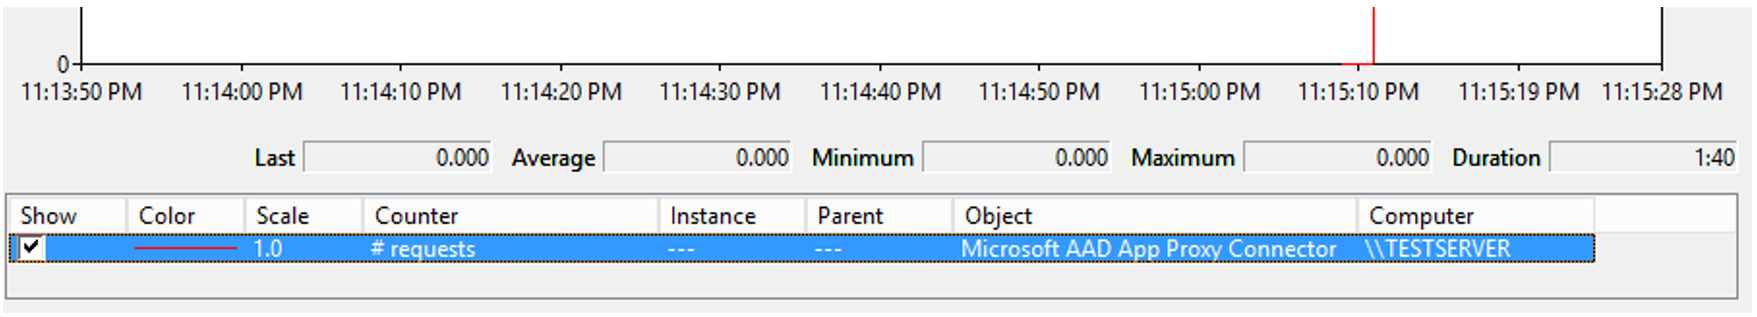 0
11:13:50 PM 11:14:00 PM 11:14:10 PM 11:14:20 PM 11:14:30 PM 11:14:40 PM 11:14:50 PM 11:15:00 PM 11:15:10 PM 11:15:19 PM 11:15:28 PM
Last 0.000 Average 0.000 Minimum 0.000 Maximum 0.000 Duration 1:40
Show Color Scale Counter Instance Parent Object Computer
1.0 # requests --- --- Microsoft AAD App Proxy Connector \\TESTSERVER